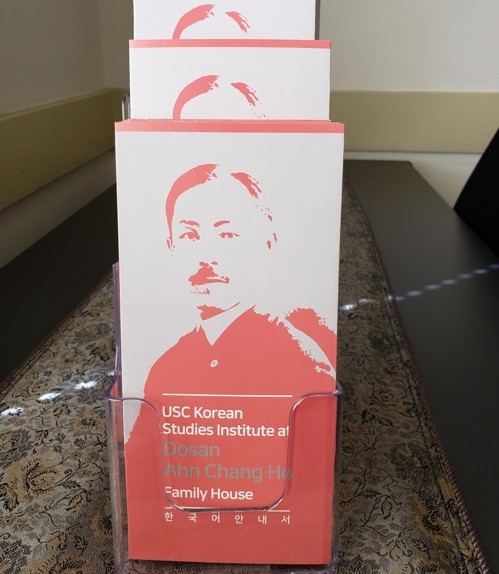 USC Korean
Studies Institute at
Dosan
Ahn Chang Ho
Family House
한국어안내서